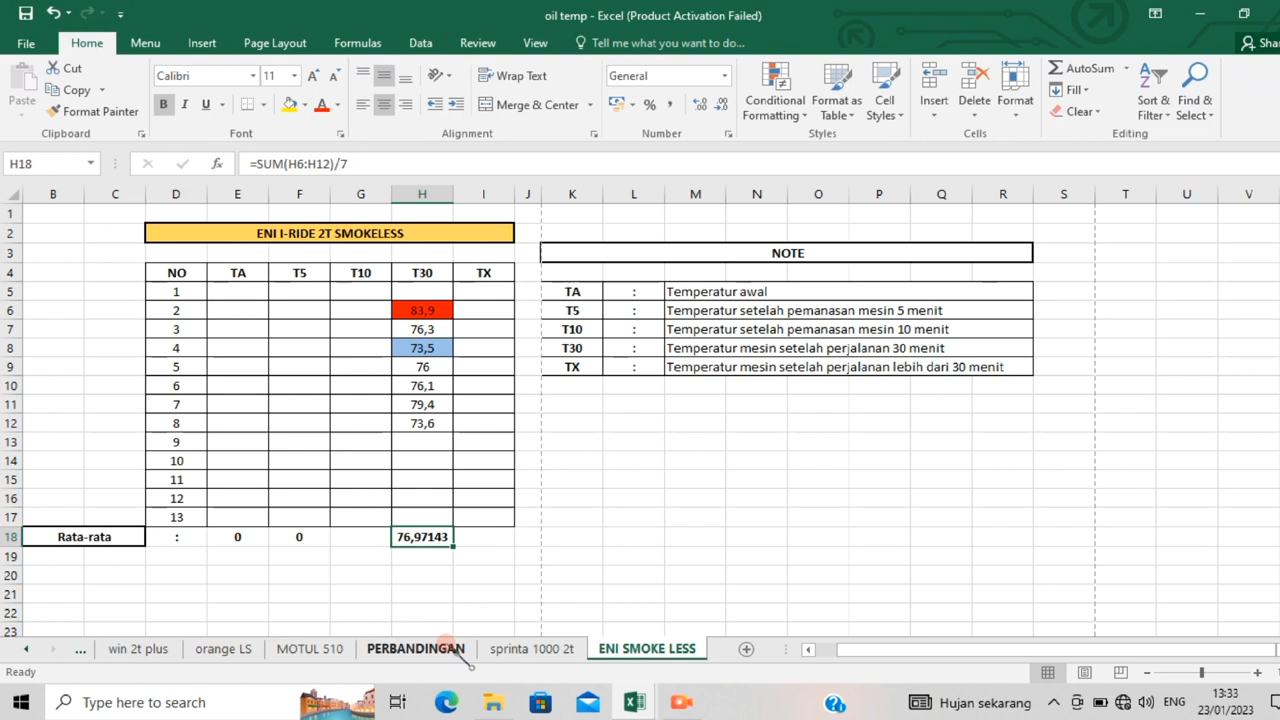 oil temp - Excel (Product Activation Failed)
File Home Menu Insert Page Layout Formulas Data Review View Tell me what you want to do... Sha
Paste Cut Copy Format Painter Clipboard
Calibri 11 B I U Font
Wrap Text Merge & Center Alignment
General % , Number
Conditional Formatting Format as Table Cell Styles Styles
Insert Delete Format Cells
AutoSum Fill Clear Sort & Filter Find & Select Editing
H18 fx =SUM(H6:H12)/7
B C D E F G H I J K L M N O P Q R S T U V
1
2 ENI I-RIDE 2T SMOKELESS
3 NOTE
4 NO TA T5 T10 T30 TX
5 1 TA : Temperatur awal
6 2 83,9 T5 : Temperatur setelah pemanasan mesin 5 menit
7 3 76,3 T10 : Temperatur setelah pemanasan mesin 10 menit
8 4 73,5 T30 : Temperatur mesin setelah perjalanan 30 menit
9 5 76 TX : Temperatur mesin setelah perjalanan lebih dari 30 menit
10 6 76,1
11 7 79,4
12 8 73,6
13 9
14 10
15 11
16 12
17 13
18 Rata-rata : 0 0 76,97143
19
20
21
22
23
... win 2t plus orange LS MOTUL 510 PERBANDINGAN sprinta 1000 2t ENI SMOKE LESS
Ready
Type here to search Hujan sekarang ENG 13:33
23/01/2023